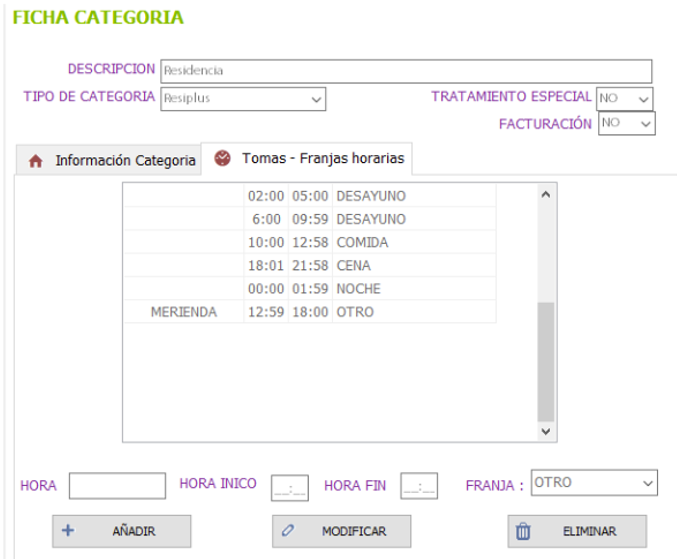 FICHA CATEGORIA
DESCRIPCION Residencia
TIPO DE CATEGORIA Resiplus TRATAMIENTO ESPECIAL NO
FACTURACIÓN NO
Información Categoria Tomas - Franjas horarias
02:00 05:00 DESAYUNO
6:00 09:59 DESAYUNO
10:00 12:58 COMIDA
18:01 21:58 CENA
00:00 01:59 NOCHE
MERIENDA 12:59 18:00 OTRO
HORA HORA INICO __:__ HORA FIN __:__ FRANJA : OTRO
AÑADIR MODIFICAR ELIMINAR